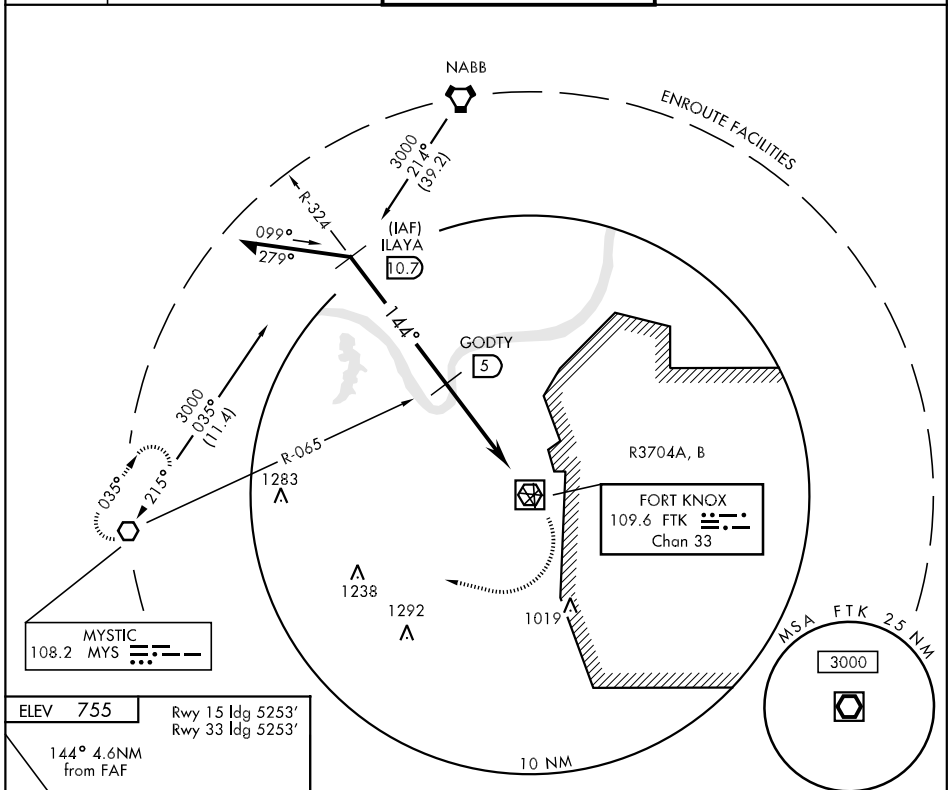 NABB
ENROUTE FACILITIES
3000
214°
(39.2)
R-324
(IAF)
ILAYA
10.7
099°
279°
144°
GODTY
5
3000
035°
(11.4)
R-065
R3704A, B
035°
215°
1283
FORT KNOX
109.6 FTK
Chan 33
1238
1292
1019
MYSTIC
108.2 MYS
MSA FTK 25 NM
3000
ELEV 755
Rwy 15 ldg 5253'
Rwy 33 ldg 5253'
144° 4.6NM
from FAF
10 NM